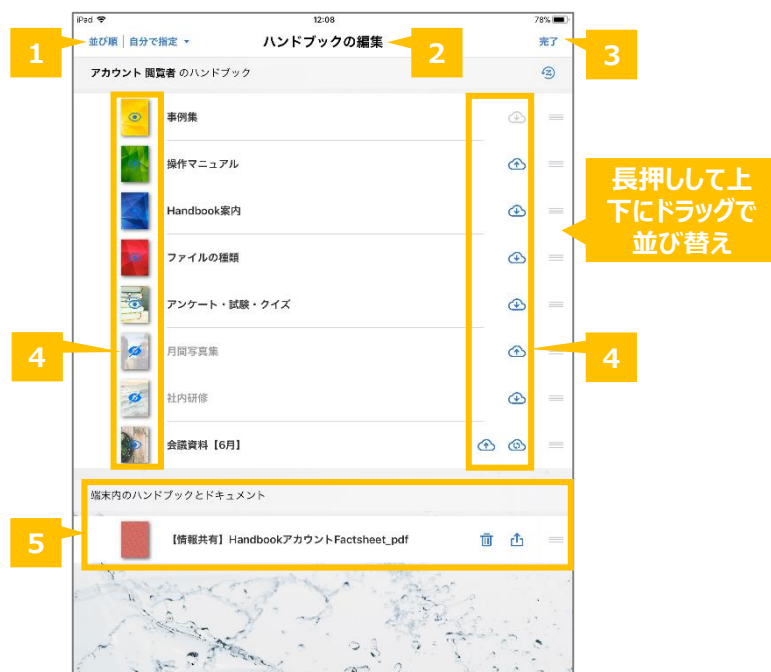 iPad 12:08 78%
1
並び順 自分で指定
ハンドブックの編集
2
完了
3
アカウント 閲覧者 のハンドブック
事例集
操作マニュアル
Handbook案内
ファイルの種類
アンケート・試験・クイズ
月間写真集
社内研修
会議資料【6月】
長押しして上
下にドラッグで
並び替え
4
4
端末内のハンドブックとドキュメント
5
【情報共有】HandbookアカウントFactsheet_pdf